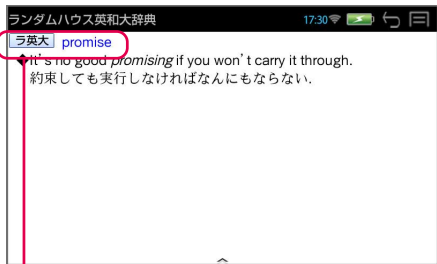 ランダムハウス英和大辞典 17:30
ラ英大 promise
◆It's no good promising if you won't carry it through.
約束しても実行しなければなんにもならない.